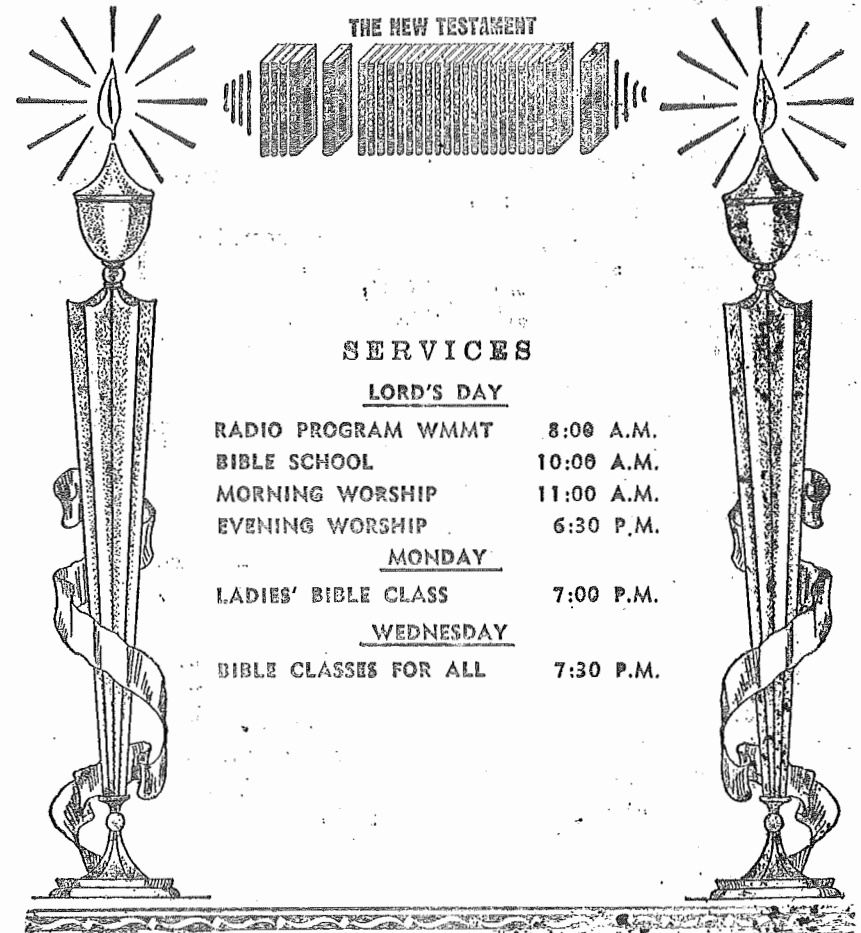 THE NEW TESTAMENT
SERVICES
LORD'S DAY
RADIO PROGRAM WMMT 8:00 A.M.
BIBLE SCHOOL 10:00 A.M.
MORNING WORSHIP 11:00 A.M.
EVENING WORSHIP 6:30 P.M.
MONDAY
LADIES' BIBLE CLASS 7:00 P.M.
WEDNESDAY
BIBLE CLASSES FOR ALL 7:30 P.M.